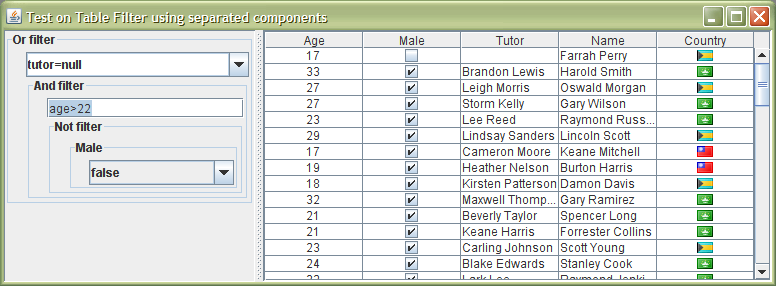 Test on Table Filter using separated components
Or filter
tutor=null
And filter
age>22
Not filter
Male
false
Age Male Tutor Name Country
17 Farrah Perry
33 Brandon Lewis Harold Smith
27 Leigh Morris Oswald Morgan
27 Storm Kelly Gary Wilson
23 Lee Reed Raymond Russ...
29 Lindsay Sanders Lincoln Scott
17 Cameron Moore Keane Mitchell
19 Heather Nelson Burton Harris
18 Kirsten Patterson Damon Davis
32 Maxwell Thomp... Gary Ramirez
21 Beverly Taylor Spencer Long
21 Keane Harris Forrester Collins
23 Carling Johnson Scott Young
24 Blake Edwards Stanley Cook